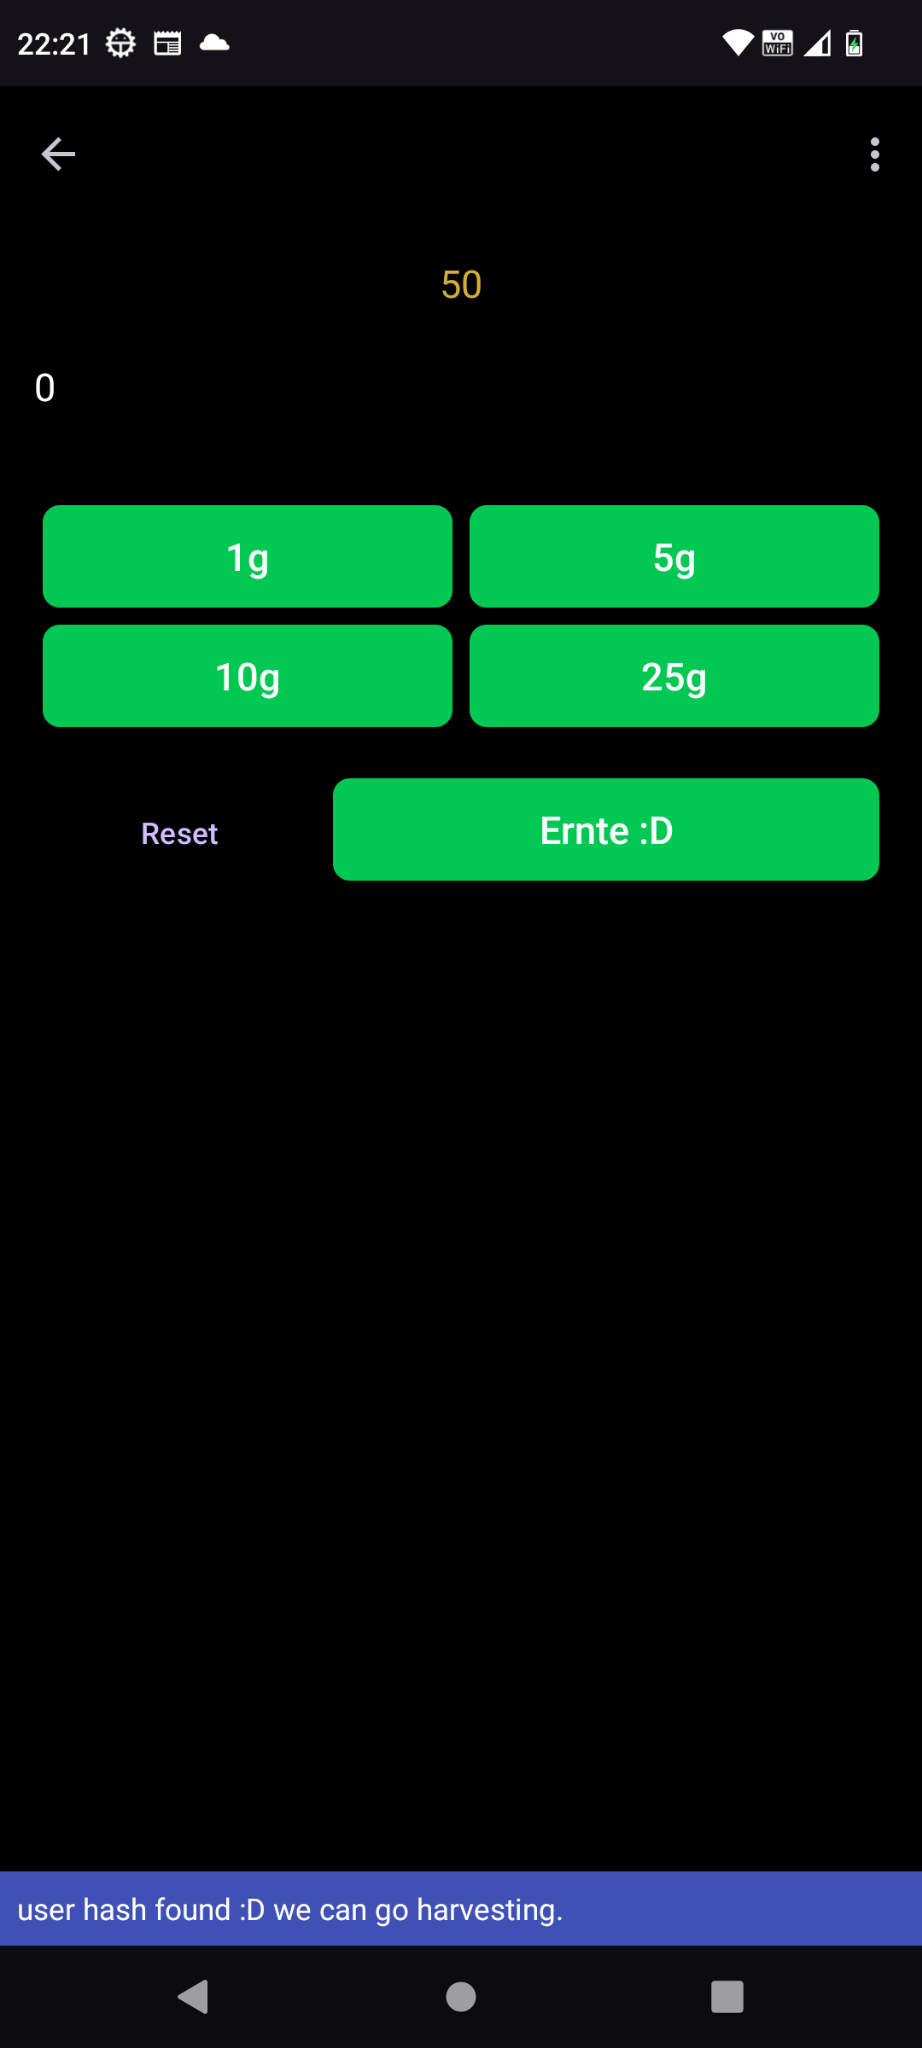 22:21
VO
WiFi
50
0
1g
5g
10g
25g
Reset
Ernte :D
user hash found :D we can go harvesting.